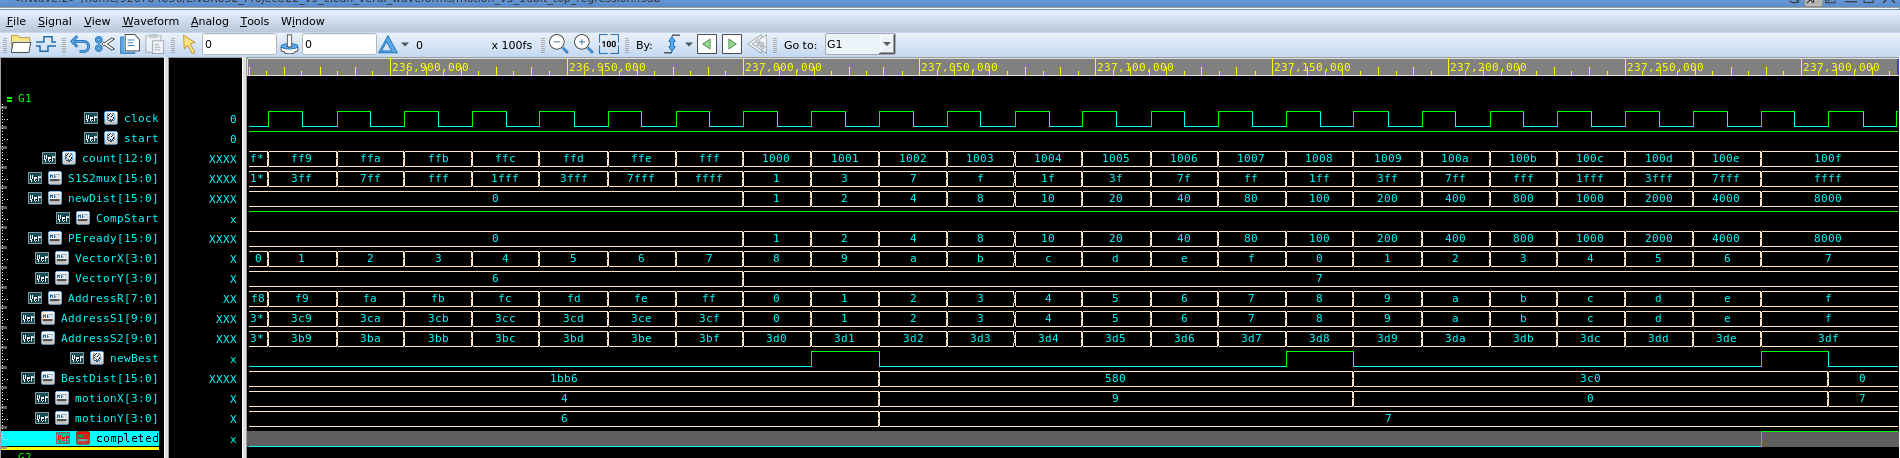 File Signal View Waveform Analog Tools Window
0 0 0 x 100fs 100 By: Go to: G1
236,900,000 236,950,000 237,000,000 237,050,000 237,100,000 237,150,000 237,200,000 237,250,000 237,300,000
G1
clock 0
start 0
count[12:0] XXXX f* ff9 ffa ffb ffc ffd ffe fff 1000 1001 1002 1003 1004 1005 1006 1007 1008 1009 100a 100b 100c 100d 100e 100f
S1S2mux[15:0] XXXX 1* 3ff 7ff fff 1fff 3fff 7fff ffff 1 3 7 f 1f 3f 7f ff 1ff 3ff 7ff fff 1fff 3fff 7fff ffff
newDist[15:0] XXXX 0 1 2 4 8 10 20 40 80 100 200 400 800 1000 2000 4000 8000
CompStart x
PEready[15:0] XXXX 0 1 2 4 8 10 20 40 80 100 200 400 800 1000 2000 4000 8000
VectorX[3:0] X 0 1 2 3 4 5 6 7 8 9 a b c d e f 0 1 2 3 4 5 6 7
VectorY[3:0] X 6 7
AddressR[7:0] XX f8 f9 fa fb fc fd fe ff 0 1 2 3 4 5 6 7 8 9 a b c d e f
AddressS1[9:0] XXX 3* 3c9 3ca 3cb 3cc 3cd 3ce 3cf 0 1 2 3 4 5 6 7 8 9 a b c d e f
AddressS2[9:0] XXX 3* 3b9 3ba 3bb 3bc 3bd 3be 3bf 3d0 3d1 3d2 3d3 3d4 3d5 3d6 3d7 3d8 3d9 3da 3db 3dc 3dd 3de 3df
newBest x
BestDist[15:0] XXXX 1bb6 580 3c0 0
motionX[3:0] X 4 9 0 7
motionY[3:0] X 6 7
completed x
G2